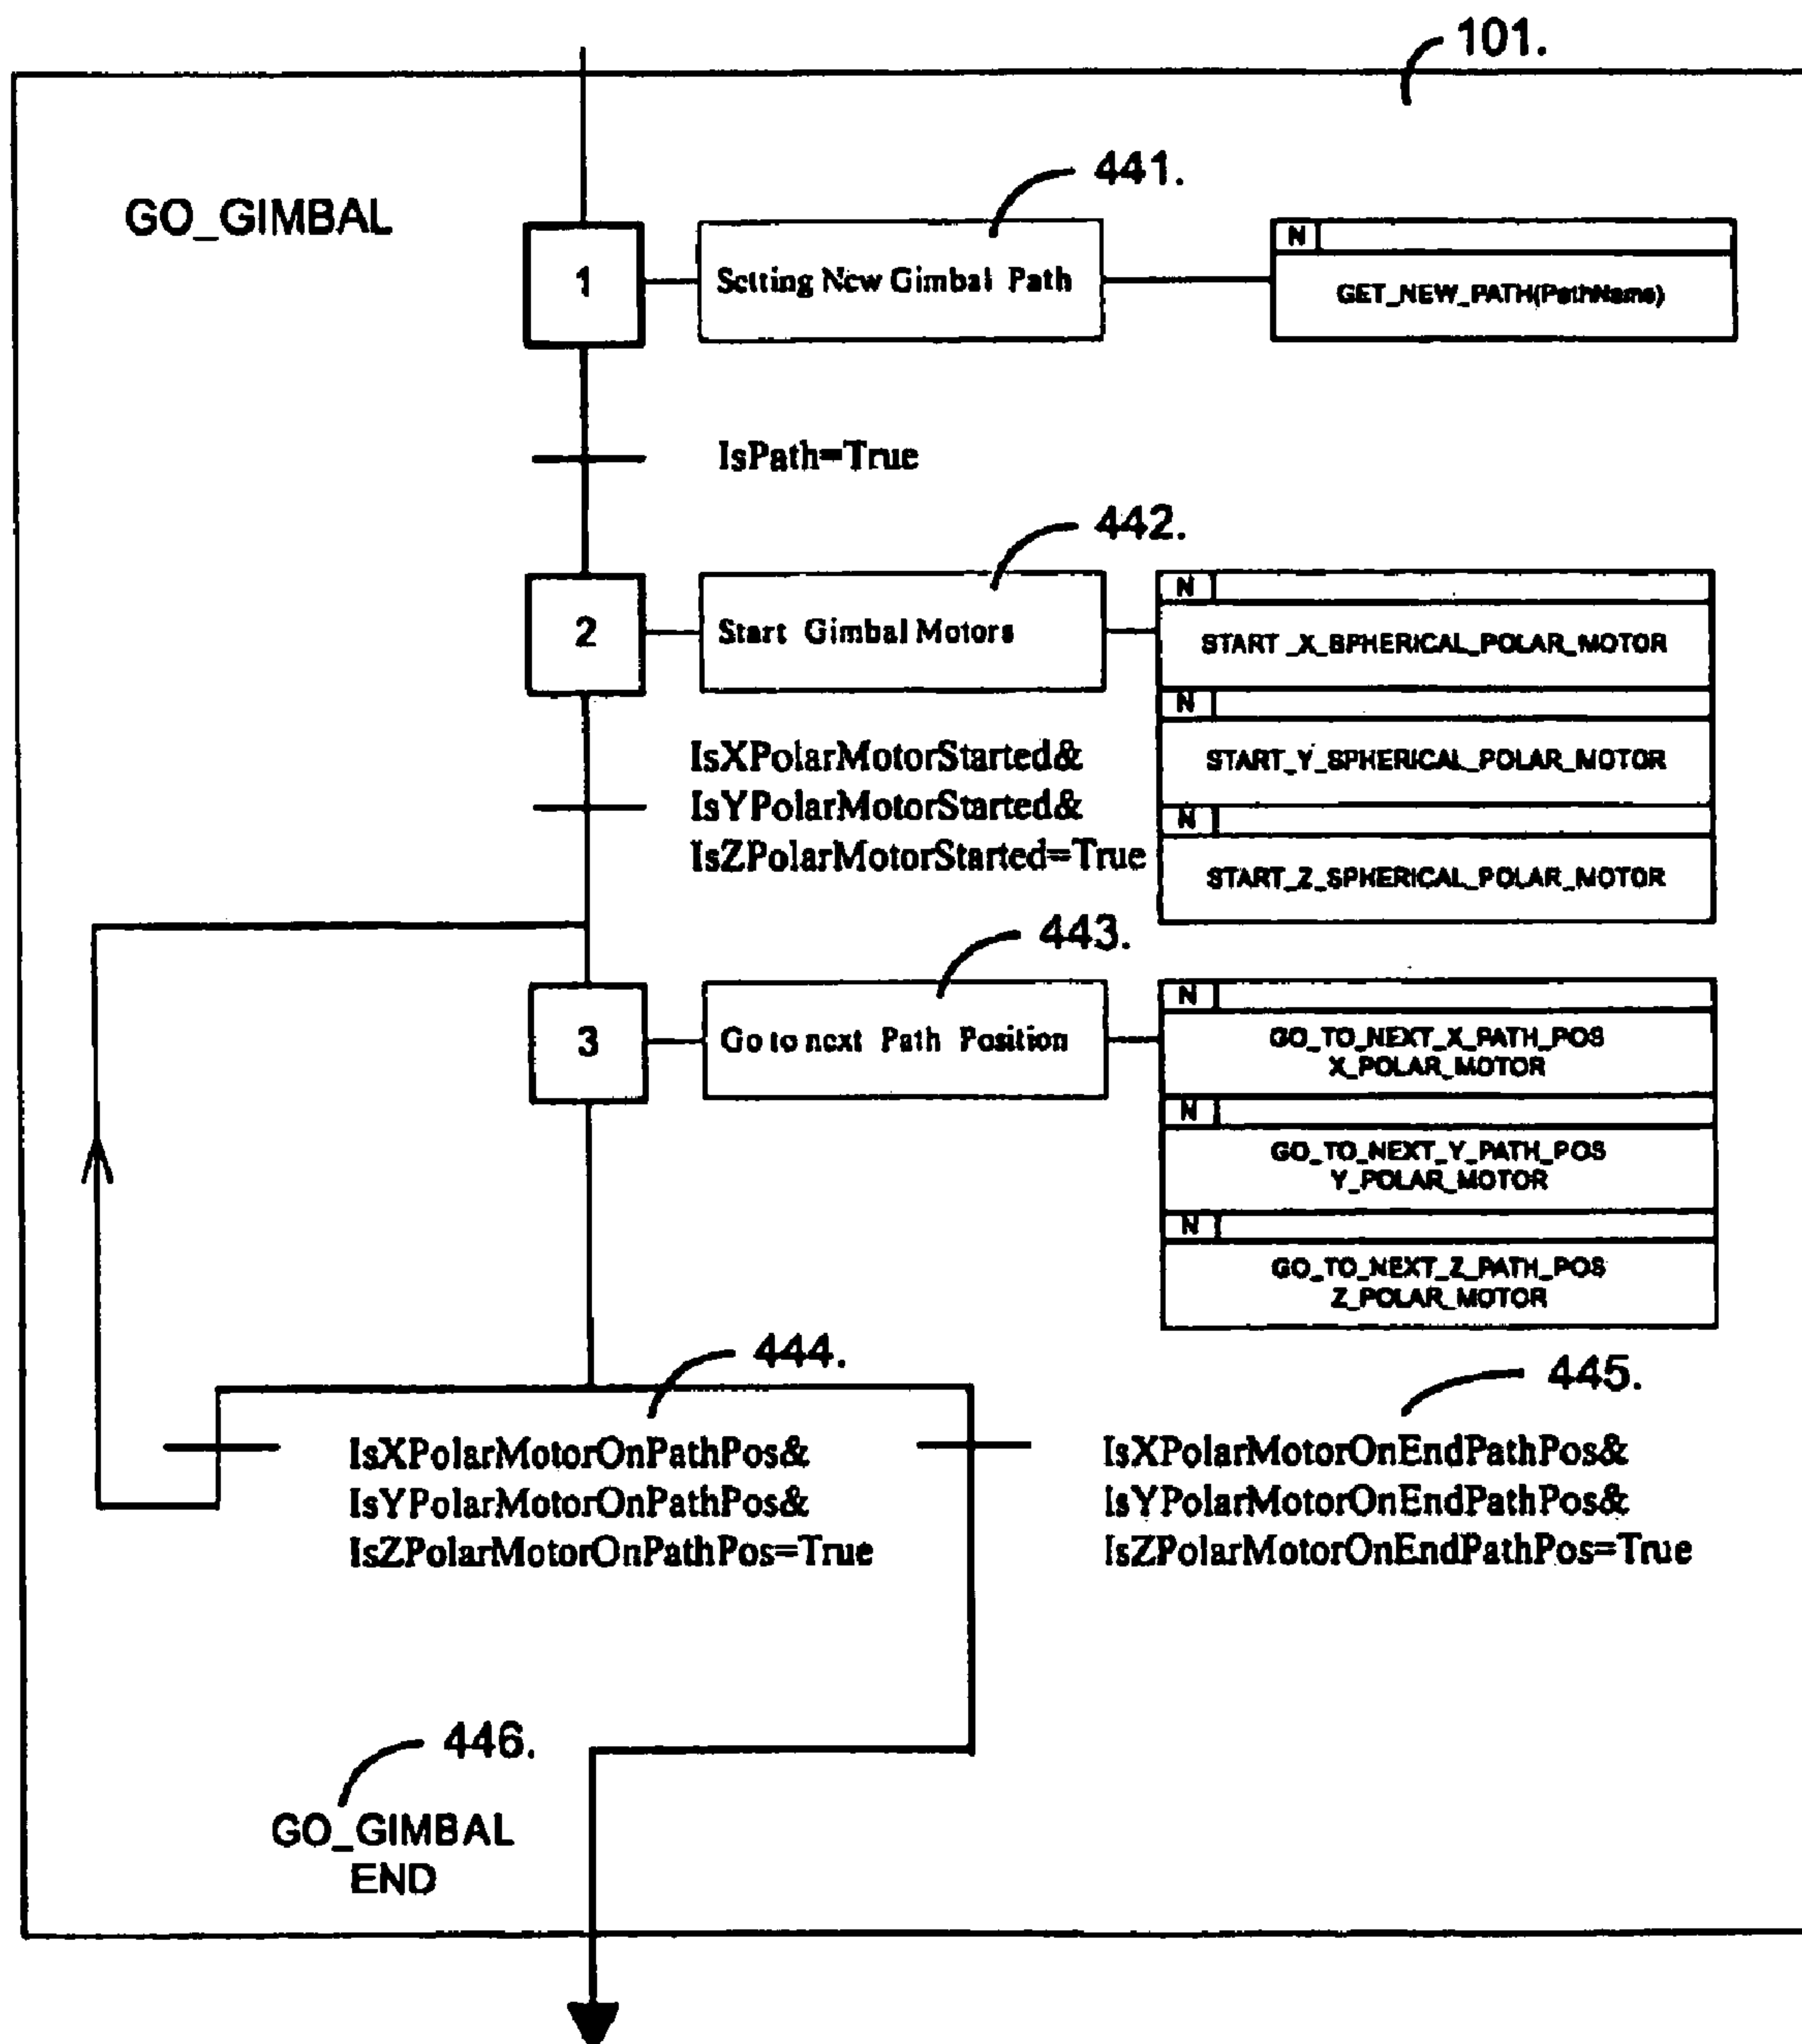 101.
GO_GIMBAL
441.
1
Setting New Gimbal Path
N
GET_NEW_PATH(PathName)
IsPath=True
442.
2
Start Gimbal Motors
N
START_X_SPHERICAL_POLAR_MOTOR
N
START_Y_SPHERICAL_POLAR_MOTOR
N
START_Z_SPHERICAL_POLAR_MOTOR
IsXPolarMotorStarted&
IsYPolarMotorStarted&
IsZPolarMotorStarted=True
443.
3
Go to next Path Position
N
GO_TO_NEXT_X_PATH_POS
X_POLAR_MOTOR
N
GO_TO_NEXT_Y_PATH_POS
Y_POLAR_MOTOR
N
GO_TO_NEXT_Z_PATH_POS
Z_POLAR_MOTOR
444.
IsXPolarMotorOnPathPos&
IsYPolarMotorOnPathPos&
IsZPolarMotorOnPathPos=True
445.
IsXPolarMotorOnEndPathPos&
IsYPolarMotorOnEndPathPos&
IsZPolarMotorOnEndPathPos=True
446.
GO_GIMBAL
END